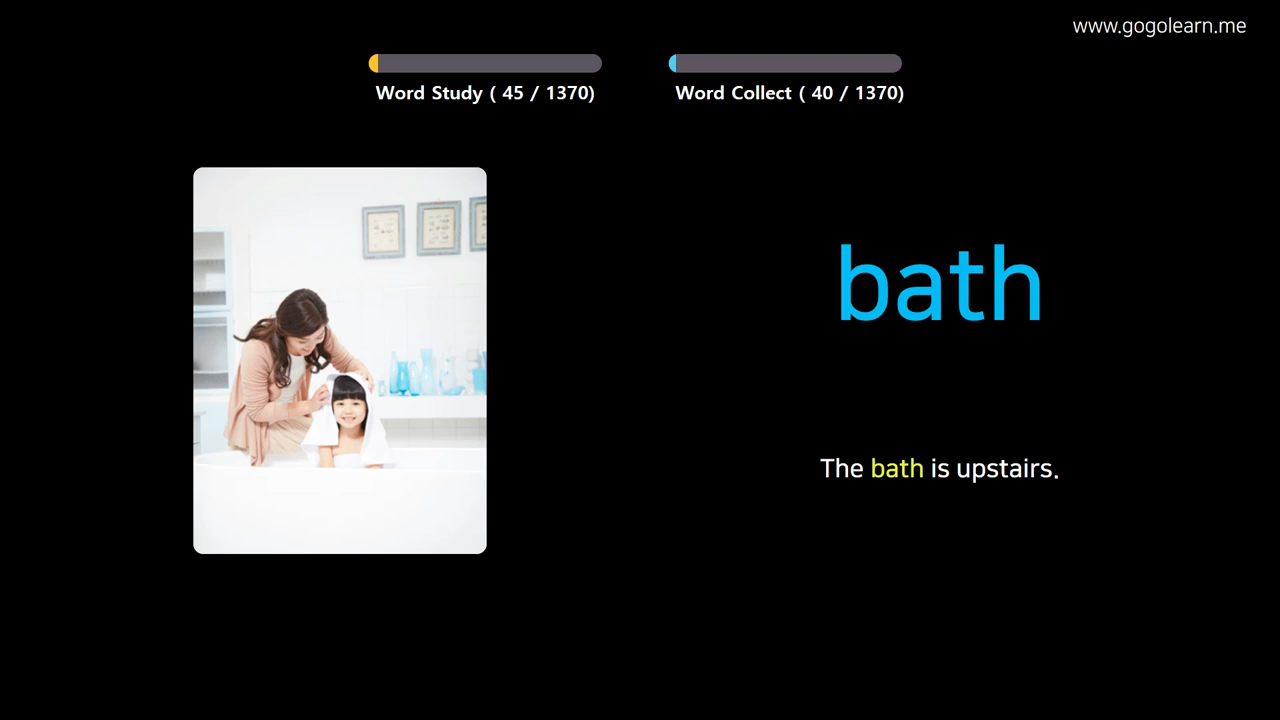 www.gogolearn.me
Word Study ( 45 / 1370)
Word Collect ( 40 / 1370)
bath
The bath is upstairs.